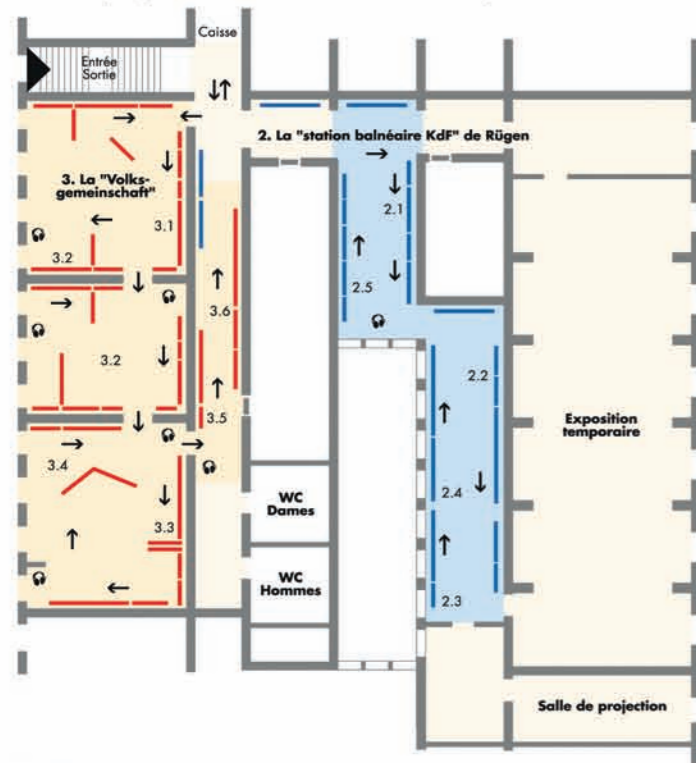 Caisse
Entrée
Sortie
2. La "station balnéaire KdF" de Rügen
3. La "Volks-
gemeinschaft"
3.1
3.2
2.1
2.5
3.6
3.2
2.2
3.5
Exposition
temporaire
3.4
2.4
WC
Dames
3.3
WC
Hommes
2.3
Salle de projection